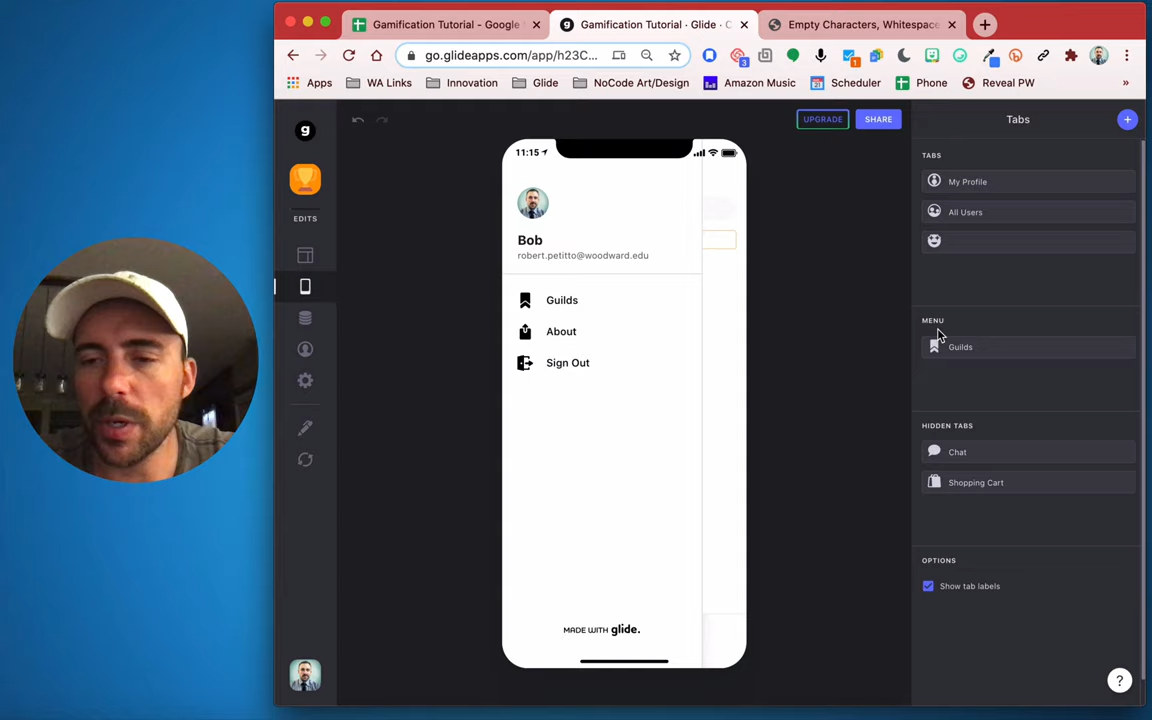 Gamification Tutorial - Google
Gamification Tutorial · Glide · C
Empty Characters, Whitespace
go.glideapps.com/app/h23C...
3
1
Apps
WA Links
Innovation
Glide
NoCode Art/Design
Amazon Music
Scheduler
Phone
Reveal PW
»
g
EDITS
UPGRADE
SHARE
Tabs
+
11:15
Bob
robert.petitto@woodward.edu
Guilds
About
Sign Out
MADE WITH glide.
TABS
My Profile
All Users
MENU
Guilds
HIDDEN TABS
Chat
Shopping Cart
OPTIONS
Show tab labels
?